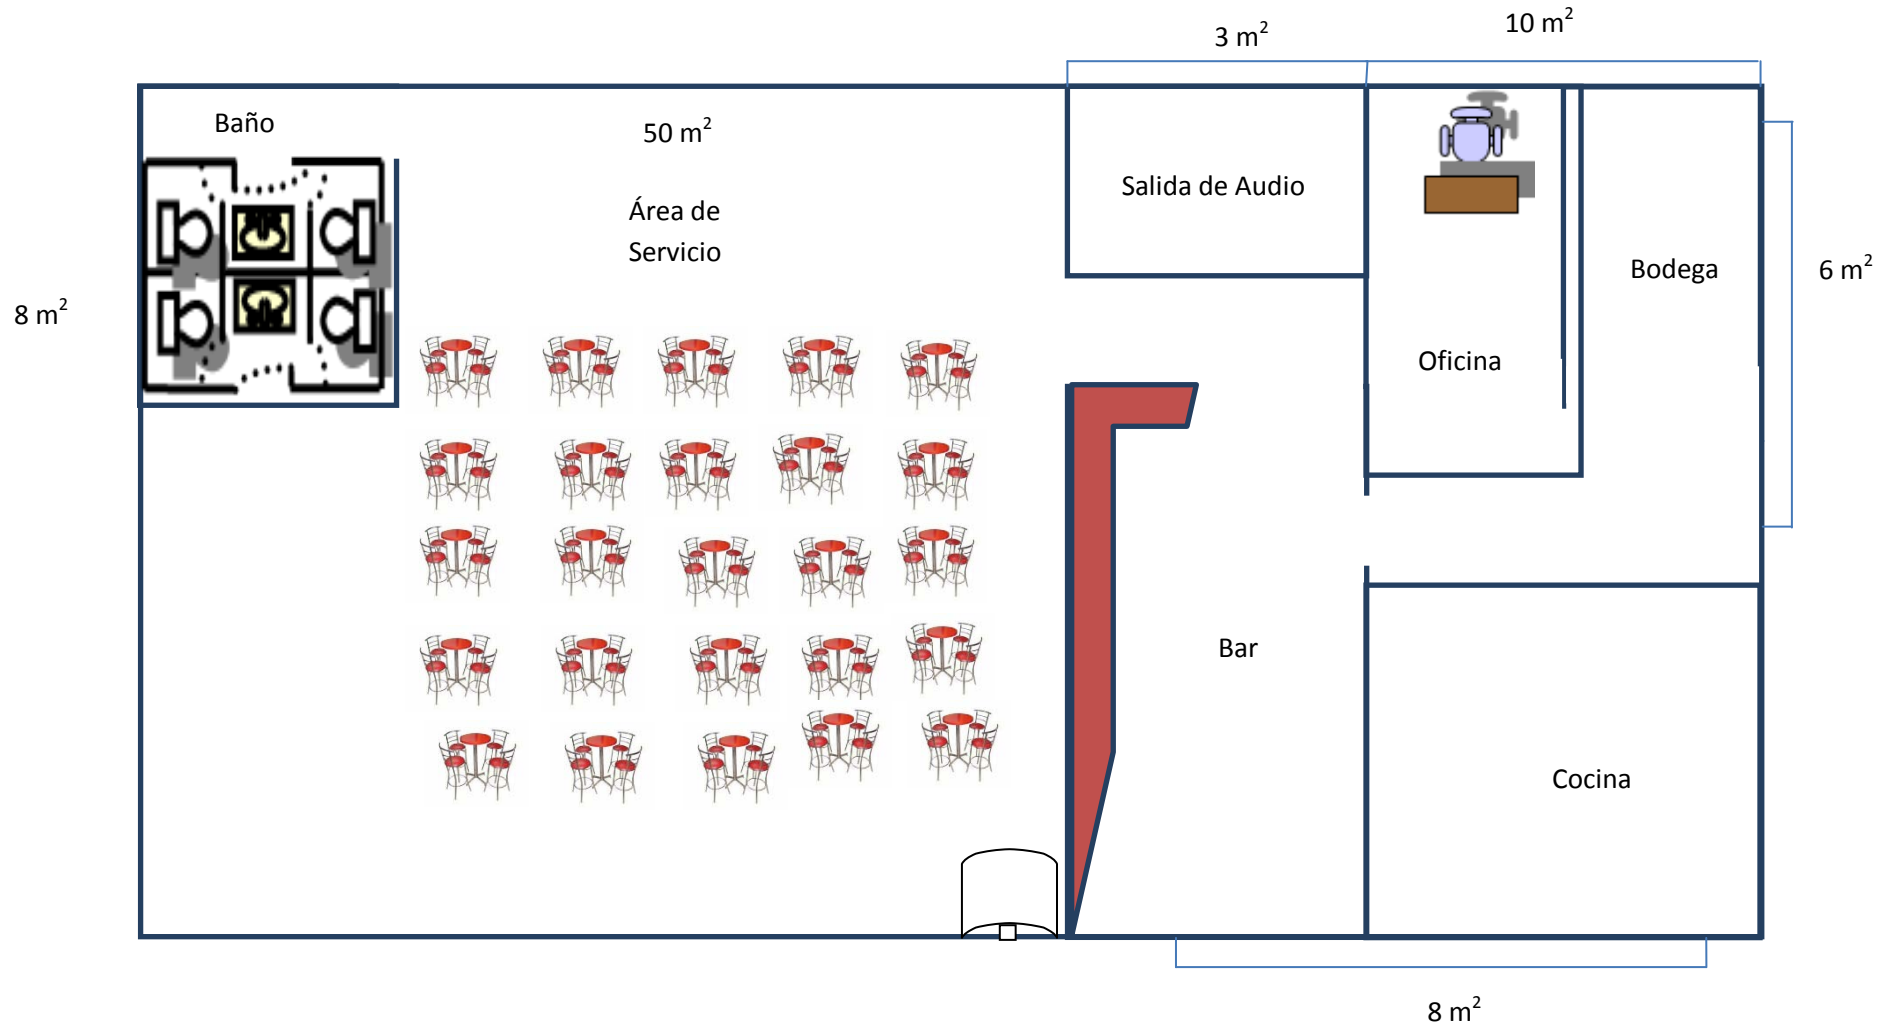 10 m²
3 m²
Baño
50 m²
Salida de Audio
Área de
Servicio
Bodega
6 m²
8 m²
Oficina
Bar
Cocina
8 m²